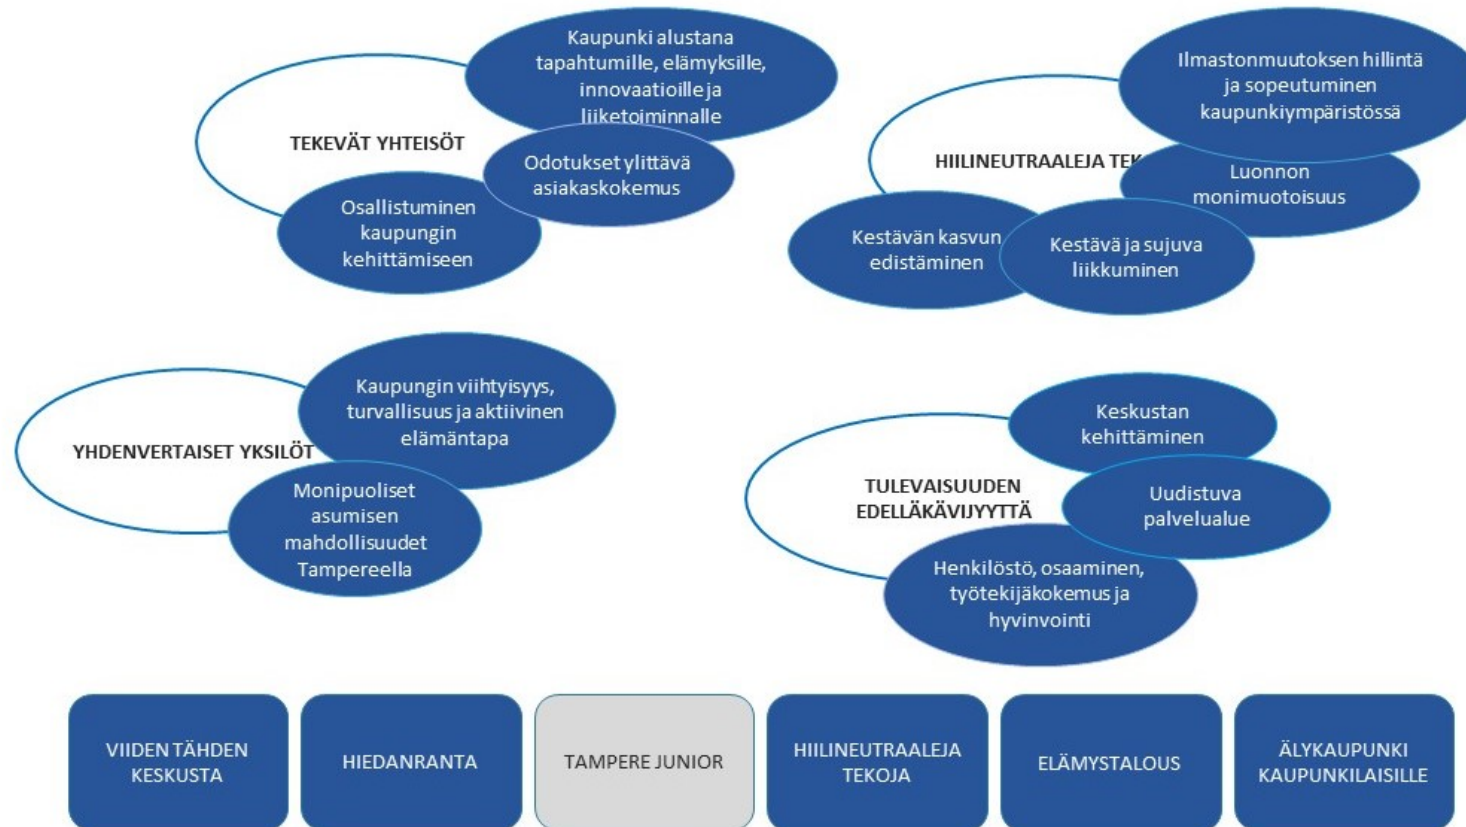 Kaupunki alustana
tapahtumille, elämyksille,
innovaatioille ja
liiketoiminnalle
TEKEVÄT YHTEISÖT
Odotukset ylittävä
asiakaskokemus
Osallistuminen
kaupungin
kehittämiseen
Ilmastonmuutoksen hillintä
ja sopeutuminen
kaupunkiympäristössä
HIILINEUTRAALEJA TEK
Luonnon
monimuotoisuus
Kestävän kasvun
edistäminen
Kestävä ja sujuva
liikkuminen
Kaupungin viihtyisyys,
turvallisuus ja aktiivinen
elämäntapa
YHDENVERTAISET YKSILÖT
Monipuoliset
asumisen
mahdollisuudet
Tampereella
Keskustan
kehittäminen
TULEVAISUUDEN
EDELLÄKÄVIJYYTTÄ
Uudistuva
palvelualue
Henkilöstö, osaaminen,
työtekijäkokemus ja
hyvinvointi
VIIDEN TÄHDEN
KESKUSTA
HIEDANRANTA
TAMPERE JUNIOR
HIILINEUTRAALEJA
TEKOJA
ELÄMYSTALOUS
ÄLYKAUPUNKI
KAUPUNKILAISILLE